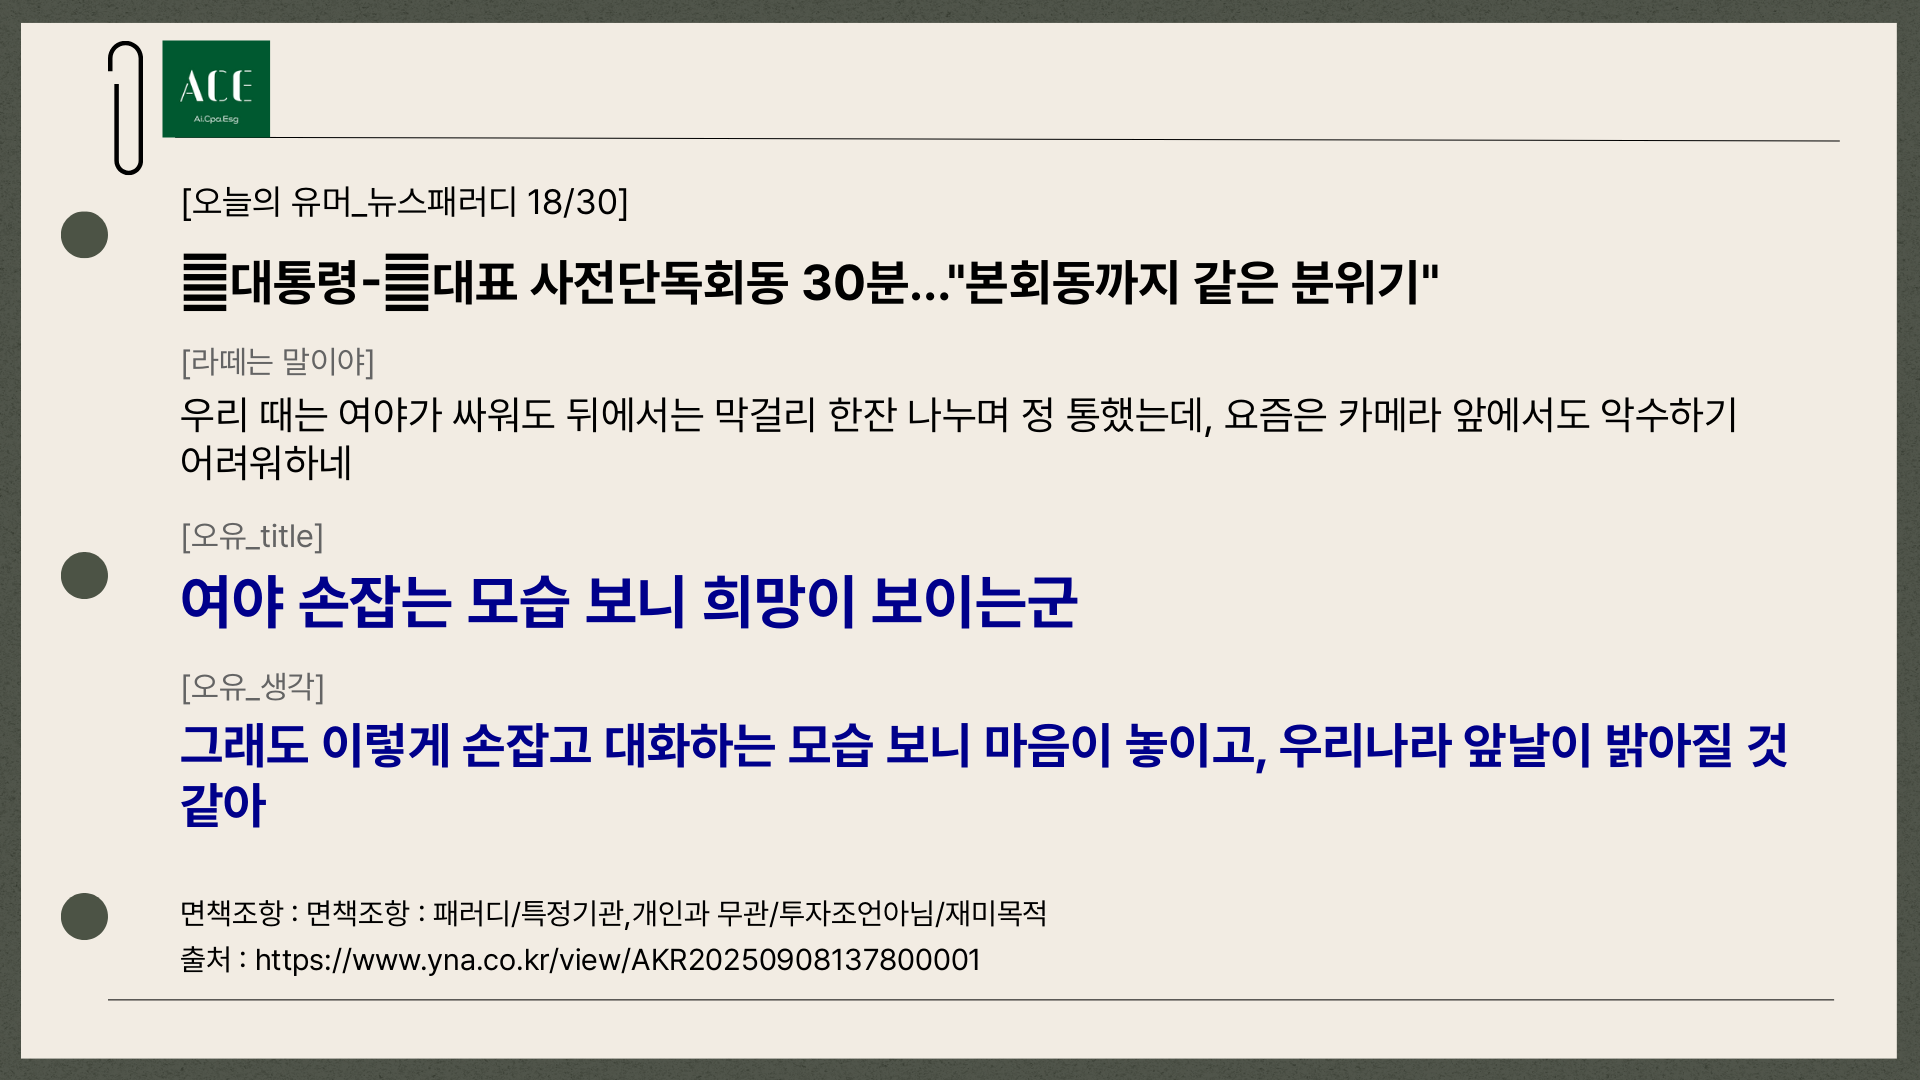 ACE
Ai.Cpa.Esg
[오늘의 유머_뉴스패러디 18/30]
䷀대통령-䷀대표 사전단독회동 30분..."본회동까지 같은 분위기"
[라떼는 말이야]
우리 때는 여야가 싸워도 뒤에서는 막걸리 한잔 나누며 정 통했는데, 요즘은 카메라 앞에서도 악수하기
어려워하네
[오유_title]
여야 손잡는 모습 보니 희망이 보이는군
[오유_생각]
그래도 이렇게 손잡고 대화하는 모습 보니 마음이 놓이고, 우리나라 앞날이 밝아질 것
같아
면책조항 : 면책조항 : 패러디/특정기관,개인과 무관/투자조언아님/재미목적
출처 : https://www.yna.co.kr/view/AKR20250908137800001